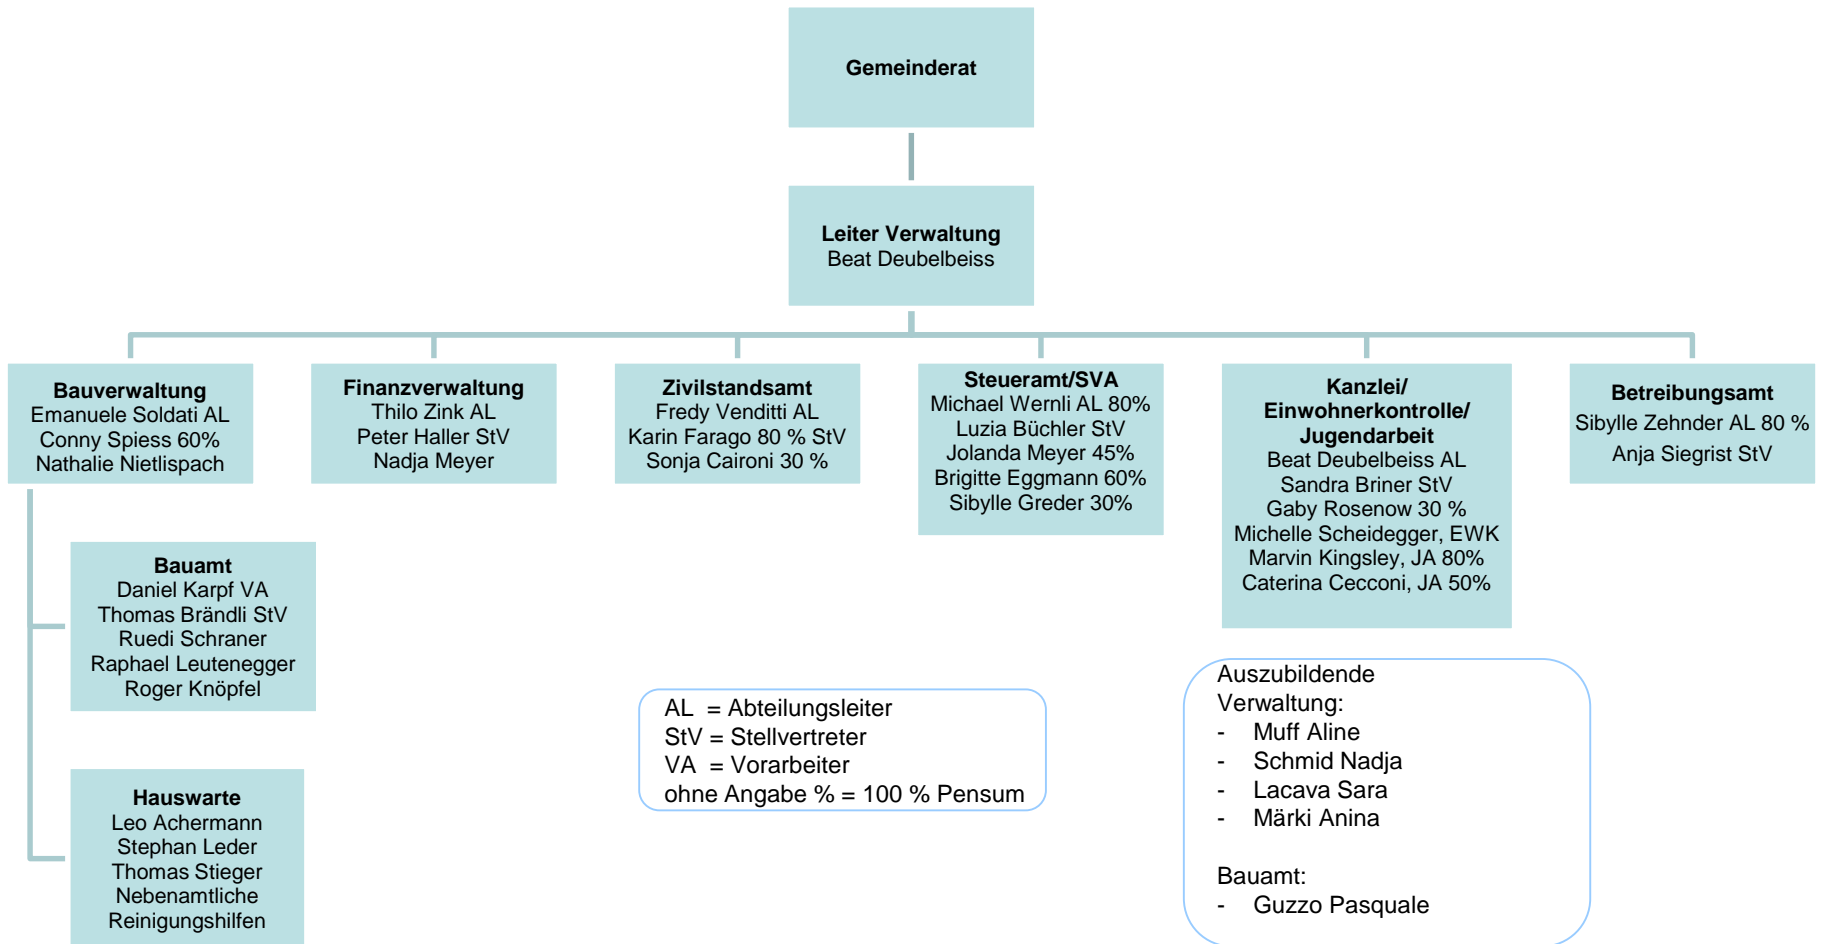 Gemeinderat
Leiter Verwaltung
Beat Deubelbeiss
Bauverwaltung
Emanuele Soldati AL
Conny Spiess 60%
Nathalie Nietlispach
Finanzverwaltung
Thilo Zink AL
Peter Haller StV
Nadja Meyer
Zivilstandsamt
Fredy Venditti AL
Karin Farago 80 % StV
Sonja Caironi 30 %
Steueramt/SVA
Michael Wernli AL 80%
Luzia Büchler StV
Jolanda Meyer 45%
Brigitte Eggmann 60%
Sibylle Greder 30%
Kanzlei/
Einwohnerkontrolle/
Jugendarbeit
Beat Deubelbeiss AL
Sandra Briner StV
Gaby Rosenow 30 %
Michelle Scheidegger, EWK
Marvin Kingsley, JA 80%
Caterina Cecconi, JA 50%
Betreibungsamt
Sibylle Zehnder AL 80 %
Anja Siegrist StV
Bauamt
Daniel Karpf VA
Thomas Brändli StV
Ruedi Schraner
Raphael Leutenegger
Roger Knöpfel
Hauswarte
Leo Achermann
Stephan Leder
Thomas Stieger
Nebenamtliche
Reinigungshilfen
AL = Abteilungsleiter
StV = Stellvertreter
VA = Vorarbeiter
ohne Angabe % = 100 % Pensum
Auszubildende
Verwaltung:
- Muff Aline
- Schmid Nadja
- Lacava Sara
- Märki Anina
Bauamt:
- Guzzo Pasquale